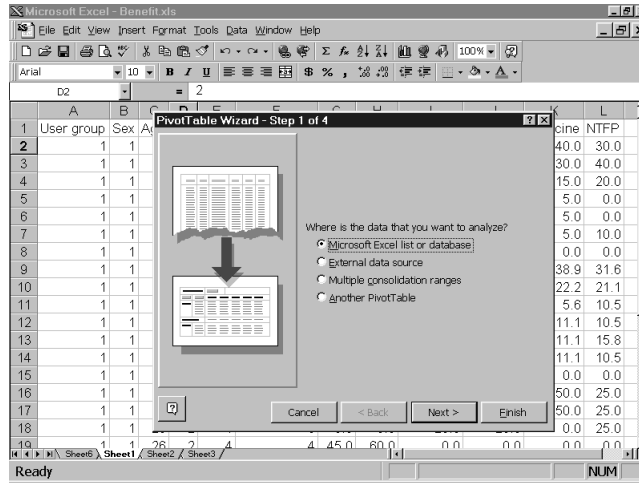 Microsoft Excel - Benefit.xls
File Edit View Insert Format Tools Data Window Help
100%
Arial 10 B I U $ % ,
D2 = 2
A B C D E F G H I J K L
1 User group Sex cine NTFP
PivotTable Wizard - Step 1 of 4
2 1 1 40.0 30.0
3 1 1 30.0 40.0
4 1 1 15.0 20.0
5 1 1 5.0 0.0
6 1 1 5.0 0.0
7 1 1 5.0 10.0
8 1 1 0.0 0.0
9 1 1 38.9 31.6
10 1 1 22.2 21.1
11 1 1 5.6 10.5
12 1 1 11.1 10.5
13 1 1 11.1 15.8
14 1 1 11.1 10.5
15 1 1 0.0 0.0
16 1 1 50.0 25.0
17 1 1 50.0 25.0
18 1 1 0.0 25.0
19 1 1 26 2 4 4 45.0 60.0 0.0 0.0 0.0 0.0
Where is the data that you want to analyze?
Microsoft Excel list or database
External data source
Multiple consolidation ranges
Another PivotTable
Cancel < Back Next > Finish
Sheet6 Sheet1 Sheet2 Sheet3
Ready NUM